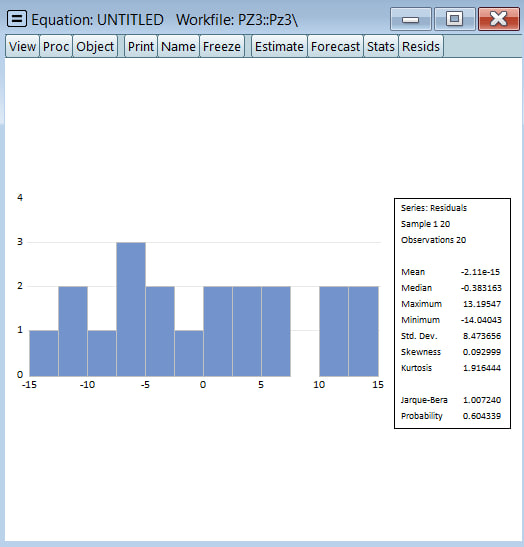 Equation: UNTITLED Workfile: PZ3::Pz3\
View Proc Object Print Name Freeze Estimate Forecast Stats Resids
4
3
2
1
0
-15 -10 -5 0 5 10 15
Series: Residuals
Sample 1 20
Observations 20
Mean -2.11e-15
Median -0.383163
Maximum 13.19547
Minimum -14.04043
Std. Dev. 8.473656
Skewness 0.092999
Kurtosis 1.916444
Jarque-Bera 1.007240
Probability 0.604339